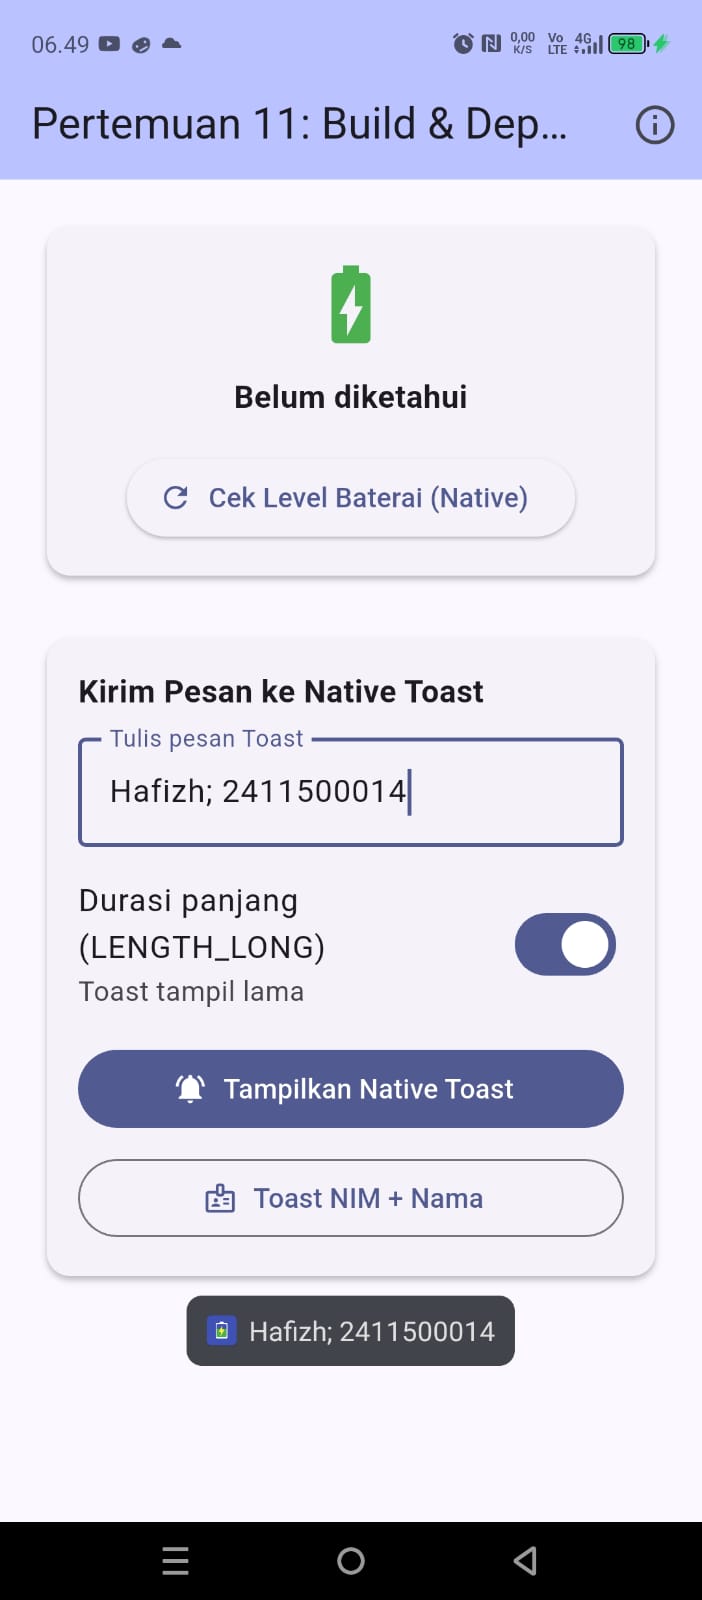 06.49
0,00 K/S Vo LTE 4G 98
Pertemuan 11: Build & Dep...
Belum diketahui
Cek Level Baterai (Native)
Kirim Pesan ke Native Toast
Tulis pesan Toast
Hafizh; 2411500014
Durasi panjang
(LENGTH_LONG)
Toast tampil lama
Tampilkan Native Toast
Toast NIM + Nama
Hafizh; 2411500014